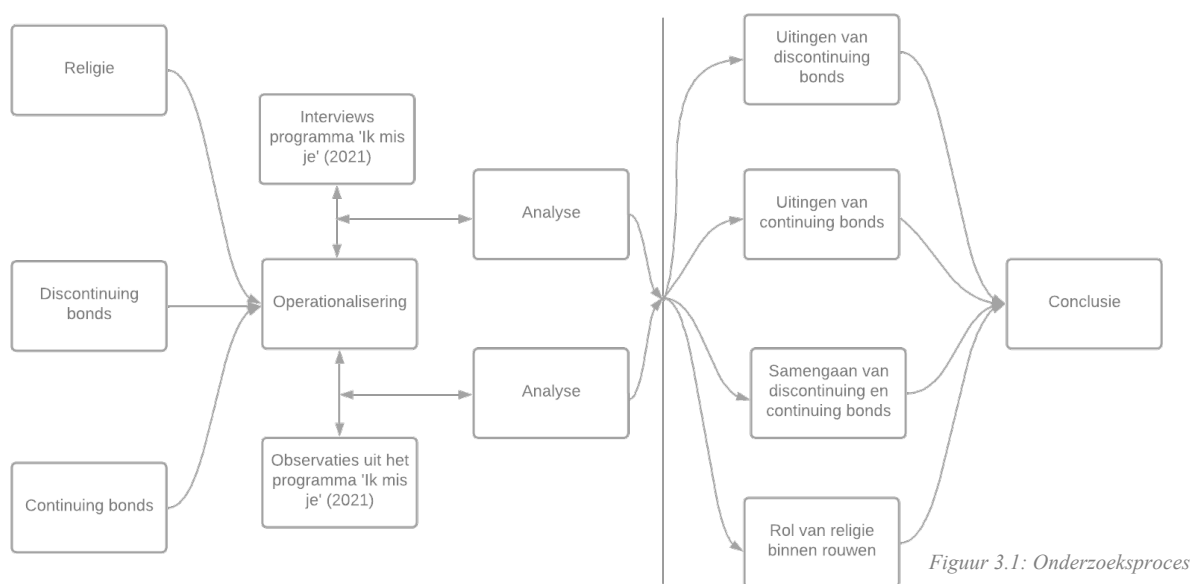 Religie
Discontinuing
bonds
Continuing bonds
Interviews
programma 'Ik mis
je' (2021)
Operationalisering
Observaties uit het
programma 'Ik mis
je' (2021)
Analyse
Analyse
Uitingen van
discontinuing
bonds
Uitingen van
continuing bonds
Samengaan van
discontinuing en
continuing bonds
Rol van religie
binnen rouwen
Conclusie
Figuur 3.1: Onderzoeksproces